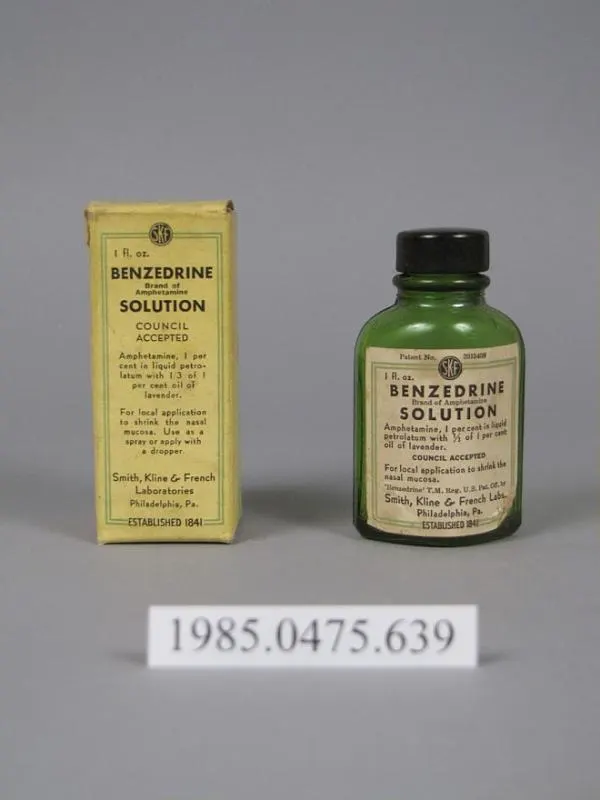 SKF
1 fl. oz.
BENZEDRINE
Brand of
Amphetamine
SOLUTION
COUNCIL
ACCEPTED
Amphetamine, 1 per
cent in liquid petro-
latum with 1/3 of 1
per cent oil of
lavender.
For local application
to shrink the nasal
mucosa. Use as a
spray or apply with
a dropper.
Smith, Kline & French
Laboratories
Philadelphia, Pa.
ESTABLISHED 1841
Patent No.
SKF
1 fl. oz.
BENZEDRINE
Brand of Amphetamine
SOLUTION
Amphetamine, 1 per cent in liquid
petrolatum with 1/3 of 1 per cent
oil of lavender.
COUNCIL ACCEPTED
For local application to shrink the
nasal mucosa.
'Benzedrine' T.M. Reg. U.S. Pat. Off. by
Smith, Kline & French Labs.
Philadelphia, Pa.
ESTABLISHED 1841
1985.0475.639